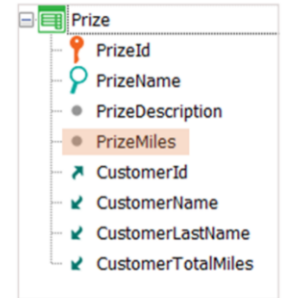 Prize
PrizeId
PrizeName
PrizeDescription
PrizeMiles
CustomerId
CustomerName
CustomerLastName
CustomerTotalMiles